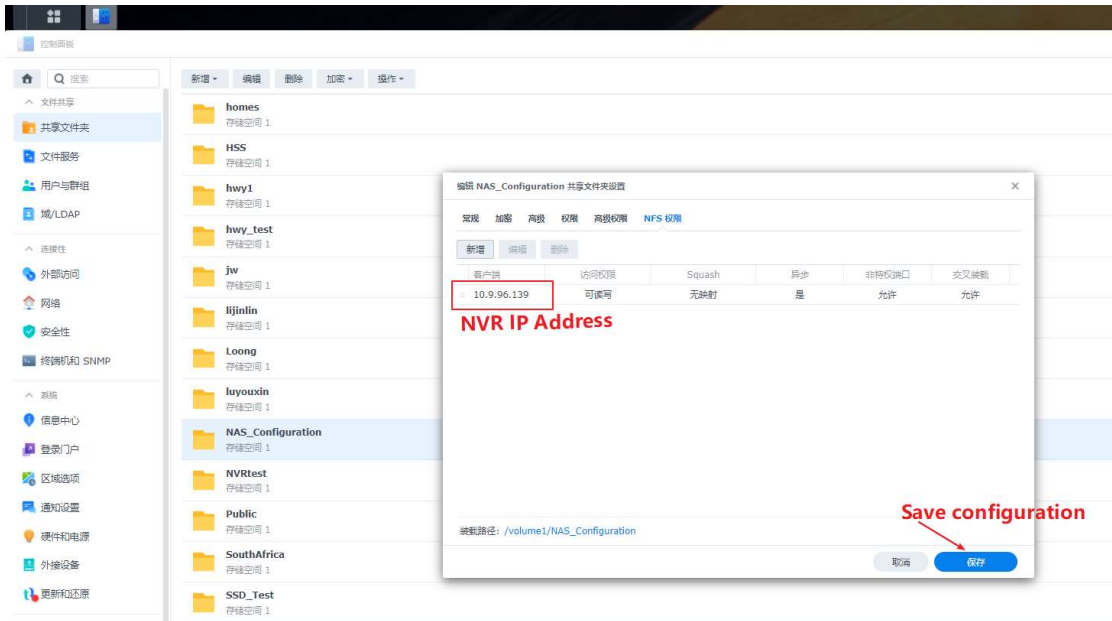 控制面板
搜索
文件共享
共享文件夹
文件服务
用户与群组
域/LDAP
连接性
外部访问
网络
安全性
终端机和 SNMP
系统
信息中心
登录门户
区域选项
通知设置
硬件和电源
外接设备
更新和还原
新增 编辑 删除 加密 操作
homes
存储空间 1
HSS
存储空间 1
hwy1
存储空间 1
hwy_test
存储空间 1
jw
存储空间 1
lijinlin
存储空间 1
Loong
存储空间 1
luyouxin
存储空间 1
NAS_Configuration
存储空间 1
NVRtest
存储空间 1
Public
存储空间 1
SouthAfrica
存储空间 1
SSD_Test
存储空间 1
编辑 NAS_Configuration 共享文件夹设置
常规 加密 高级 权限 高级权限 NFS 权限
新增 编辑 删除
客户端 访问权限 Squash 异步 非特权端口 交叉装载
10.9.96.139 可读写 无映射 是 允许 允许
NVR IP Address
Save configuration
装载路径: /volume1/NAS_Configuration
取消 保存